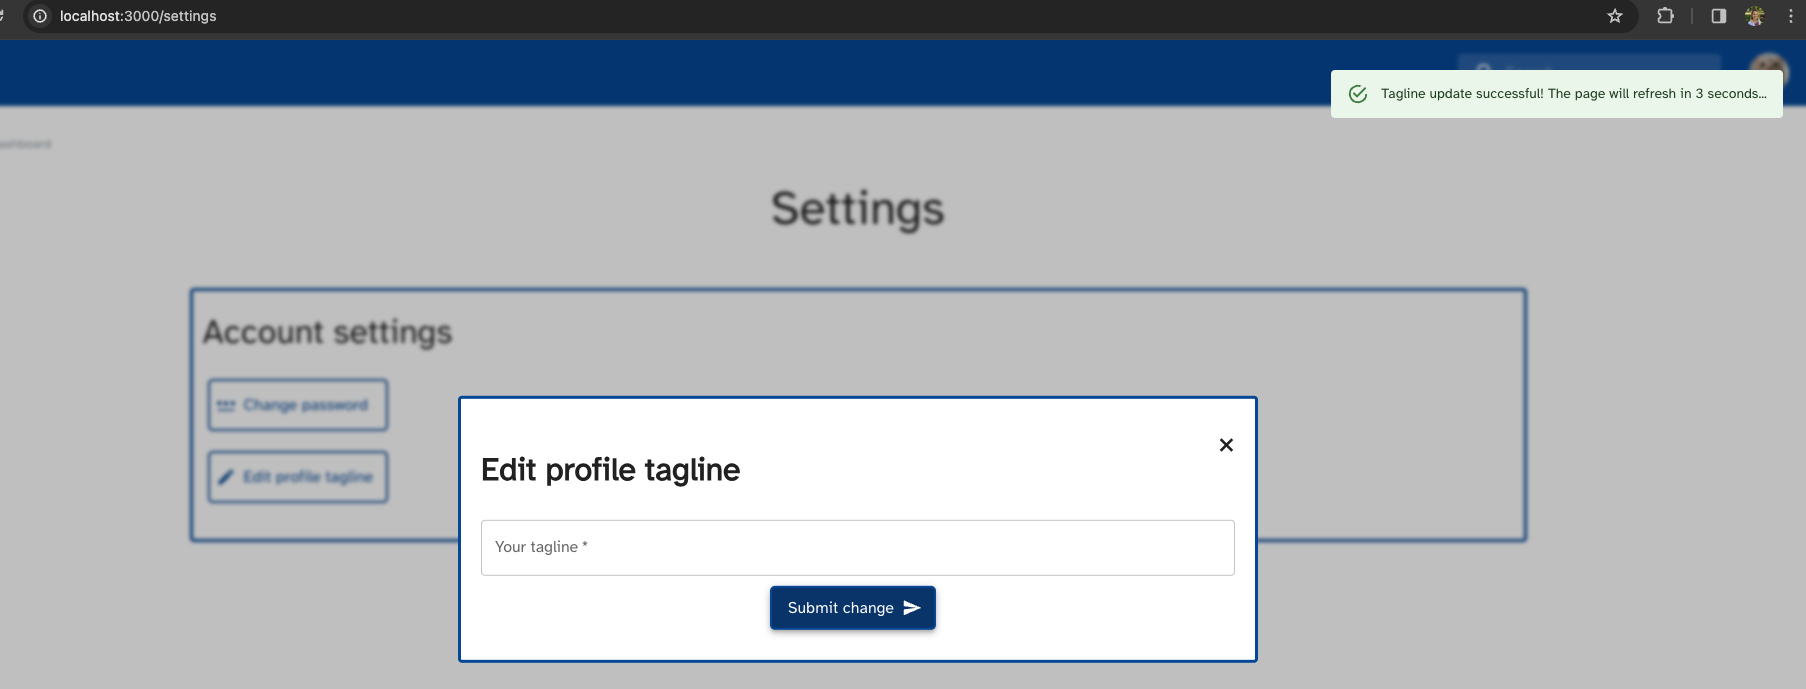 localhost:3000/settings
Tagline update successful! The page will refresh in 3 seconds...
Settings
Account settings
Change password
Edit profile tagline
Edit profile tagline
Your tagline *
Submit change